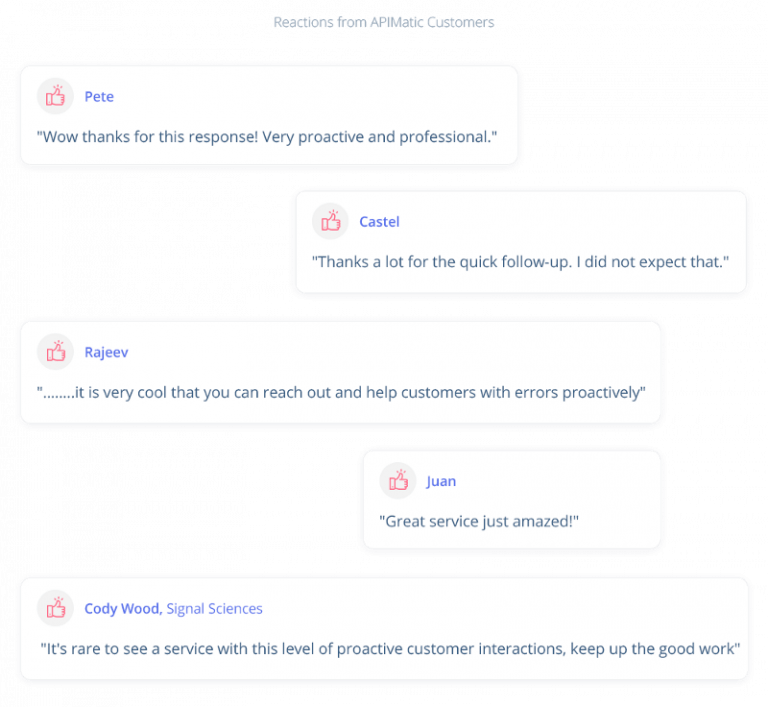 Reactions from APIMatic Customers
Pete
"Wow thanks for this response! Very proactive and professional."
Castel
"Thanks a lot for the quick follow-up. I did not expect that."
Rajeev
"........it is very cool that you can reach out and help customers with errors proactively"
Juan
"Great service just amazed!"
Cody Wood, Signal Sciences
"It's rare to see a service with this level of proactive customer interactions, keep up the good work"